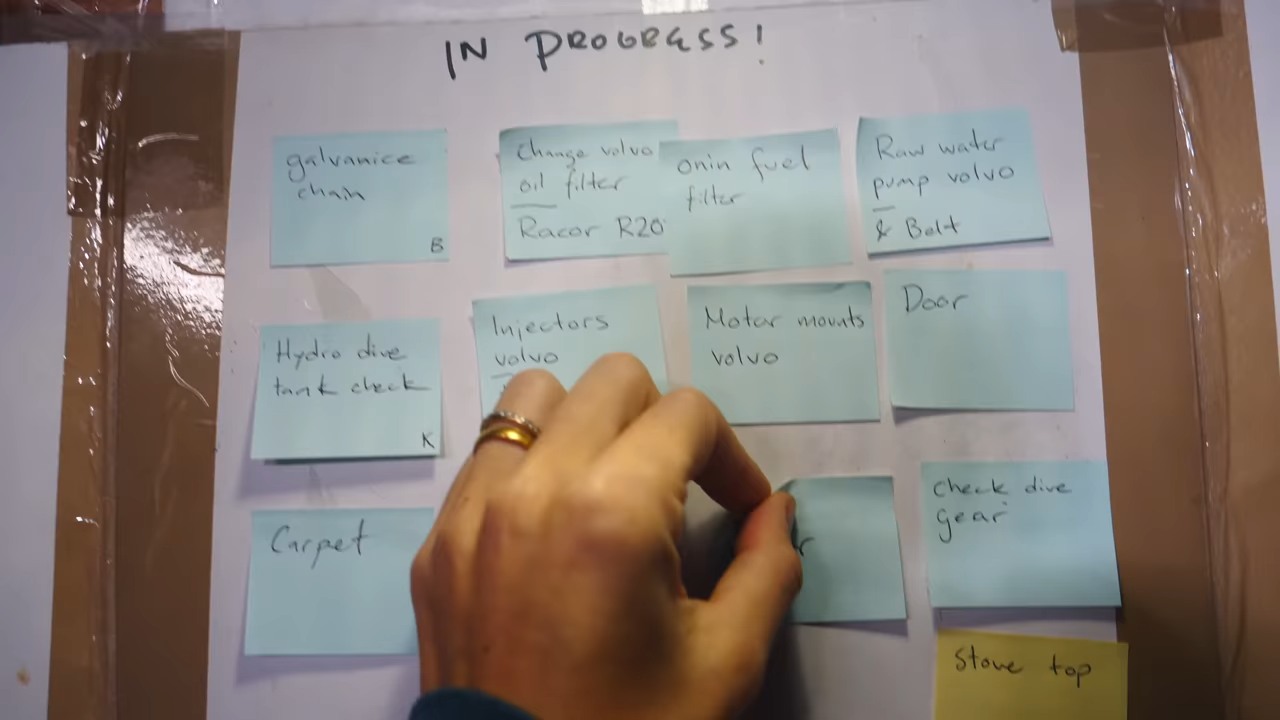 IN PROGRESS!
galvanice
chain
B
Change volvo
oil filter
Racor R20
onin fuel
filter
Raw water
pump volvo
& Belt
Hydro dive
tank check
K
Injectors
volvo
Motor mounts
volvo
Door
Carpet
Check dive
gear
Stove top